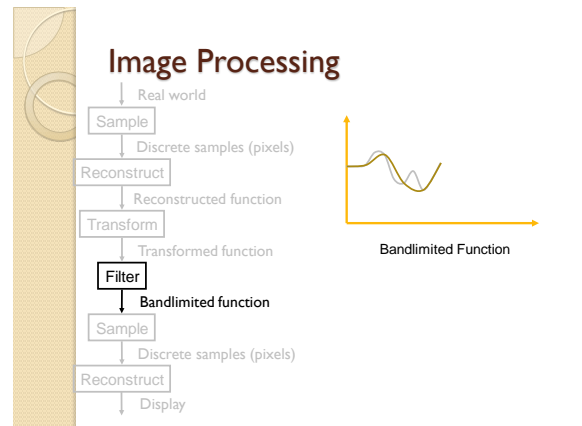 Image Processing
Real world
Sample
Discrete samples (pixels)
Reconstruct
Reconstructed function
Transform
Transformed function
Filter
Bandlimited function
Sample
Discrete samples (pixels)
Reconstruct
Display
Bandlimited Function